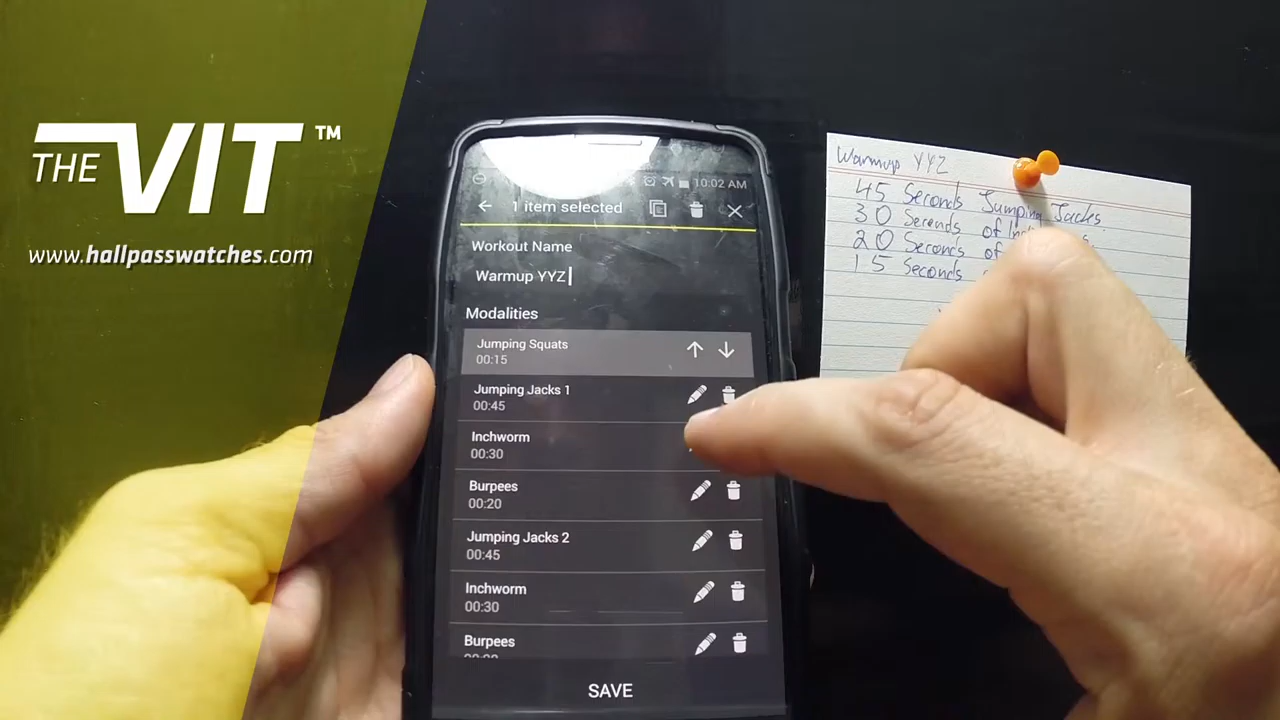 THE VIT™
www.hallpasswatches.com
10:02 AM
1 item selected
Workout Name
Warmup YYZ
Modalities
Jumping Squats
00:15
Jumping Jacks 1
00:45
Inchworm
00:30
Burpees
00:20
Jumping Jacks 2
00:45
Inchworm
00:30
Burpees
SAVE
Warmup YYZ
45 Seconds Jumping Jacks
30 Seconds of
20 Seconds of
15 Seconds